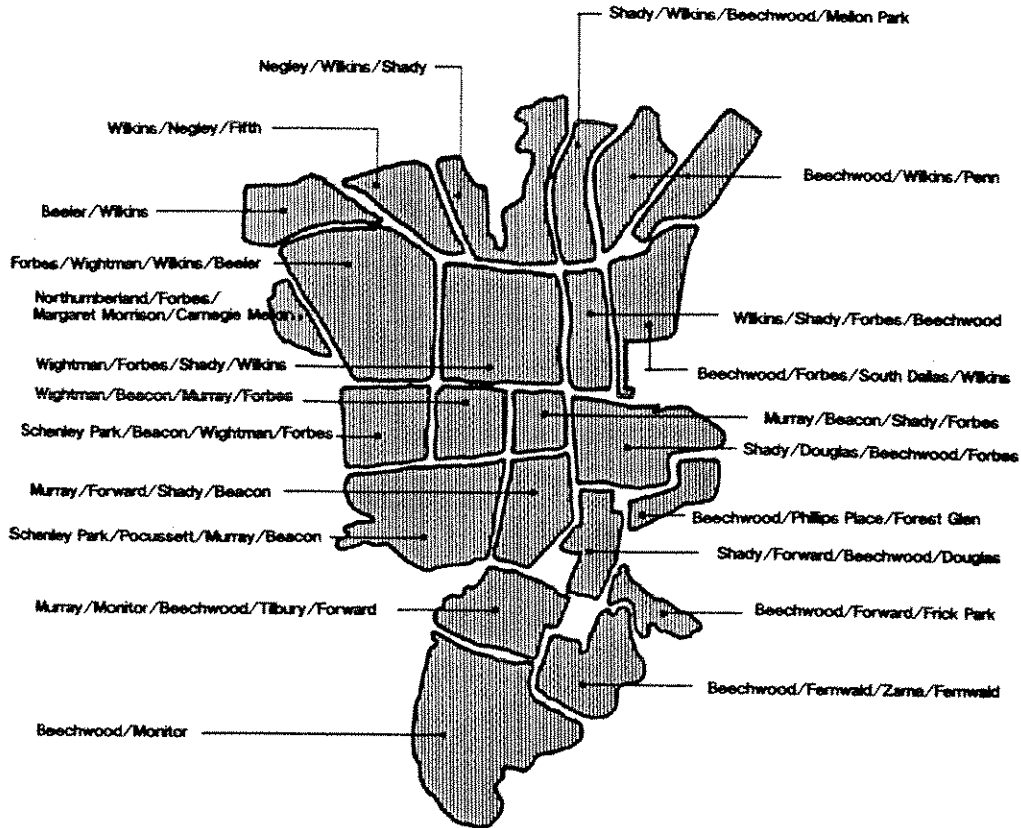 Shady/Wilkins/Beechwood/Mellon Park
Negley/Wilkins/Shady
Wilkins/Negley/Fifth
Beechwood/Wilkins/Penn
Beeler/Wilkins
Forbes/Wightman/Wilkins/Beeler
Northumberland/Forbes/
Margaret Morrison/Carnegie Mellon
Wilkins/Shady/Forbes/Beechwood
Wightman/Forbes/Shady/Wilkins
Beechwood/Forbes/South Dallas/Wilkins
Wightman/Beacon/Murray/Forbes
Murray/Beacon/Shady/Forbes
Schenley Park/Beacon/Wightman/Forbes
Shady/Douglas/Beechwood/Forbes
Murray/Forward/Shady/Beacon
Beechwood/Phillips Place/Forest Glen
Schenley Park/Pocussett/Murray/Beacon
Shady/Forward/Beechwood/Douglas
Murray/Monitor/Beechwood/Tilbury/Forward
Beechwood/Forward/Frick Park
Beechwood/Fernwald/Zama/Fernwald
Beechwood/Monitor